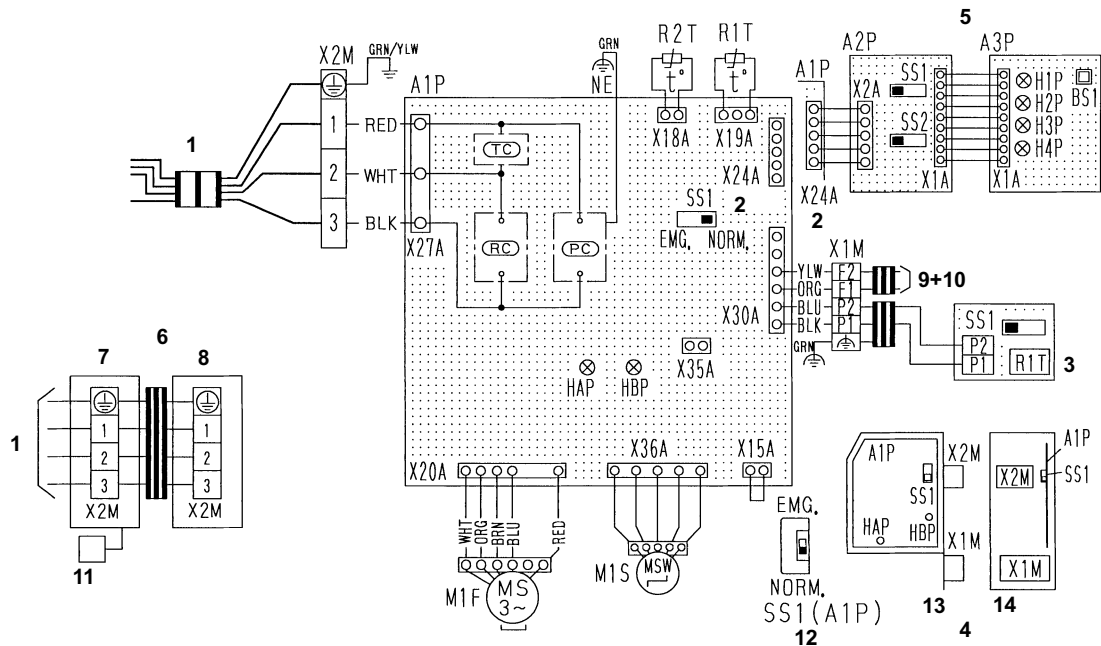 5
X2M
GRN/YLW
GRN
R2T
R1T
A2P
A3P
NE
t°
t°
A1P
SS1
H1P
BS1
A1P
X2A
H2P
1
RED
X18A
X19A
SS2
H3P
TC
H4P
1
2
WHT
X24A
X1A
X1A
SS1
2
X24A
3
BLK
RC
PC
EMG.
NORM.
2
X27A
X1M
YLW
F2
9+10
ORG
F1
BLU
P2
X30A
BLK
P1
SS1
GRN
P2
R1T
3
P1
6
7
8
X35A
HAP
HBP
1
1
1
2
2
3
3
X2M
X2M
11
X20A
X36A
X15A
WHT
ORG
BRN
BLU
RED
M1F
MS
3~
M1S
MSW
EMG.
NORM.
SS1(A1P)
12
A1P
X2M
SS1
HAP
HBP
X1M
13
A1P
X2M
SS1
X1M
14
4